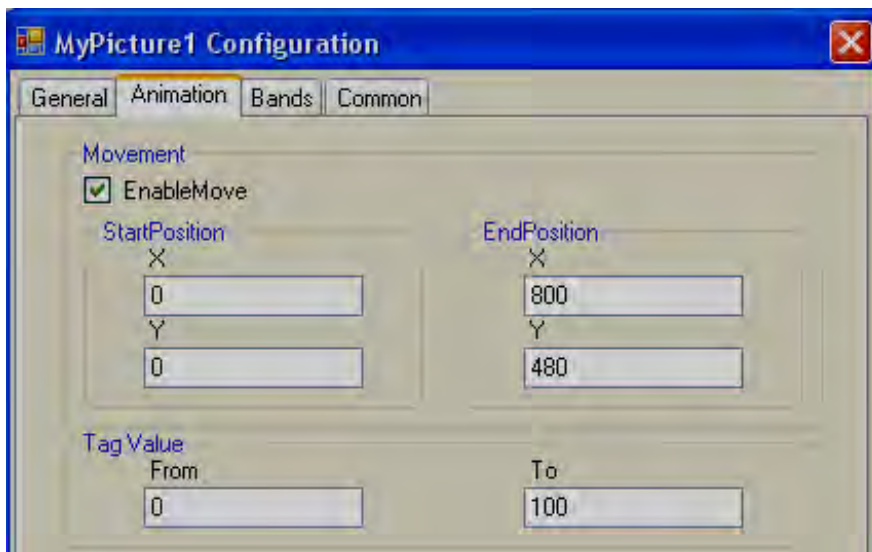 MyPicture1 Configuration
General Animation Bands Common
Movement
EnableMove
StartPosition EndPosition
X X
0 800
Y Y
0 480
Tag Value
From To
0 100